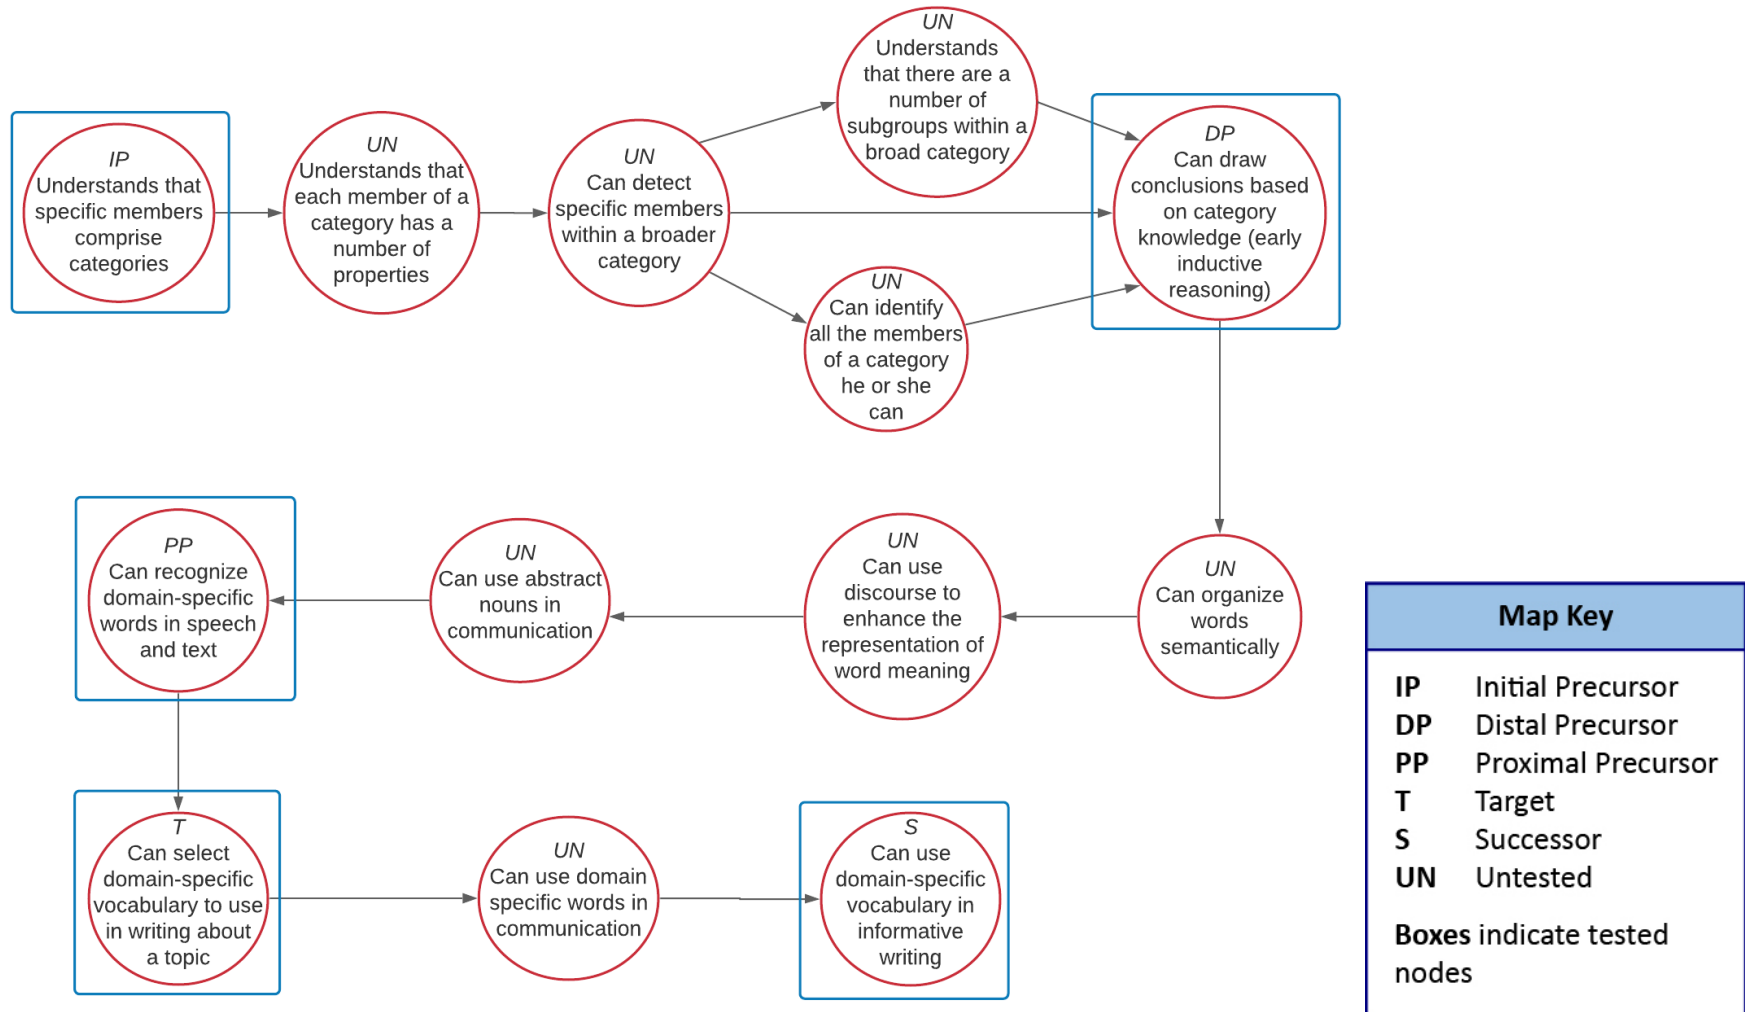 IP
Understands that
specific members
comprise
categories
UN
Understands that
each member of a
category has a
number of
properties
UN
Can detect
specific members
within a broader
category
UN
Understands
that there are a
number of
subgroups within a
broad category
UN
Can identify
all the members
of a category
he or she
can
DP
Can draw
conclusions based
on category
knowledge (early
inductive
reasoning)
UN
Can organize
words
semantically
UN
Can use
discourse to
enhance the
representation of
word meaning
UN
Can use abstract
nouns in
communication
PP
Can recognize
domain-specific
words in speech
and text
T
Can select
domain-specific
vocabulary to use
in writing about
a topic
UN
Can use domain
specific words in
communication
S
Can use
domain-specific
vocabulary in
informative
writing
Map Key
IP Initial Precursor
DP Distal Precursor
PP Proximal Precursor
T Target
S Successor
UN Untested
Boxes indicate tested
nodes